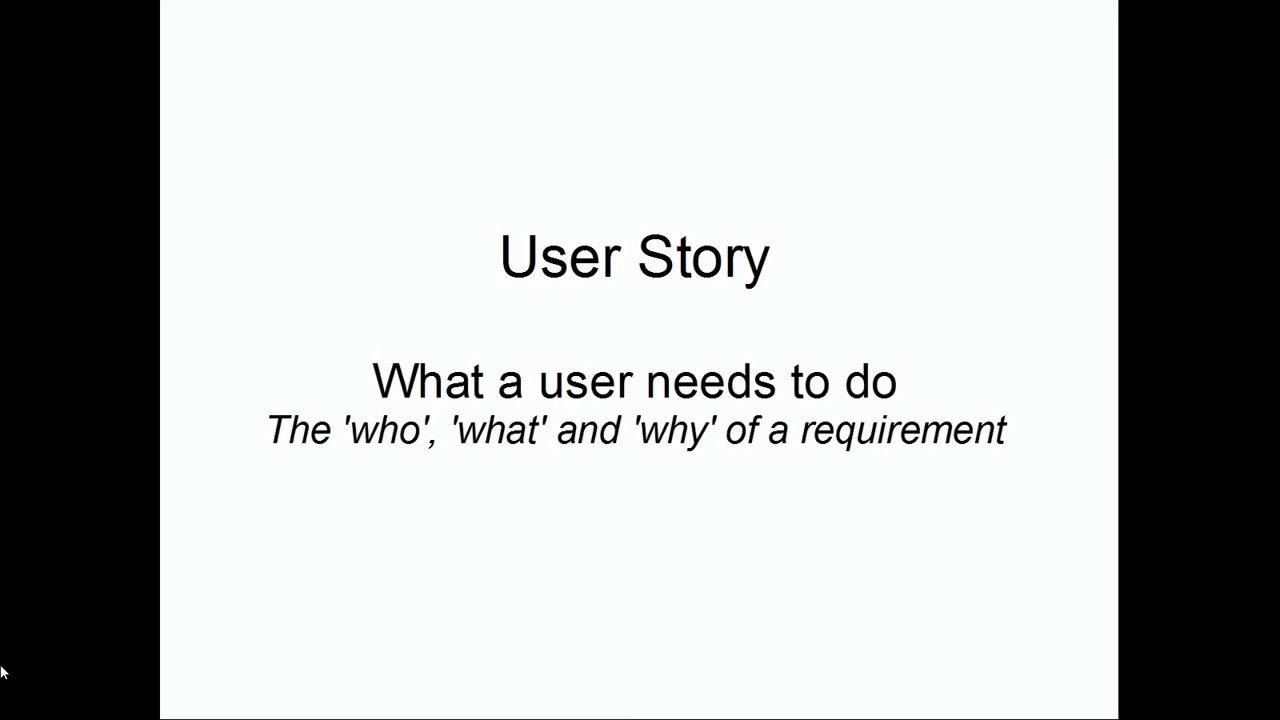 User Story
What a user needs to do
The 'who', 'what' and 'why' of a requirement